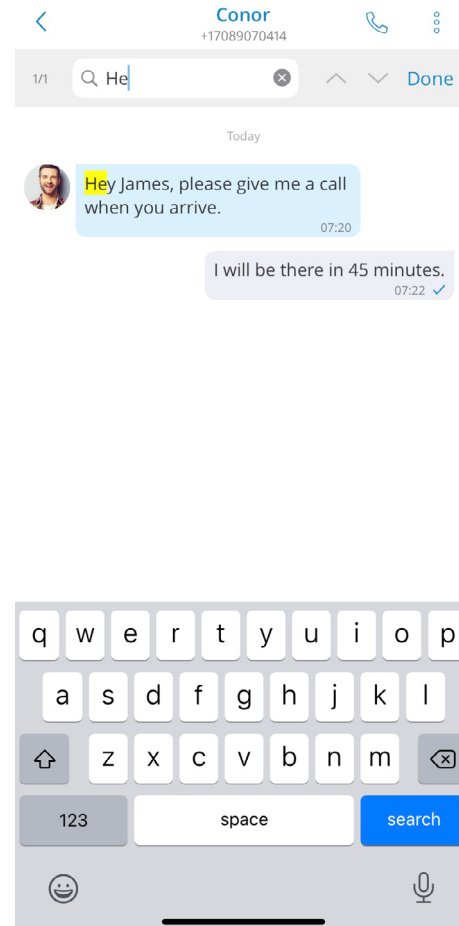 Conor
+17089070414
1/1
He
Done
Today
Hey James, please give me a call
when you arrive.
07:20
I will be there in 45 minutes.
07:22
q w e r t y u i o p
a s d f g h j k l
z x c v b n m
123 space search